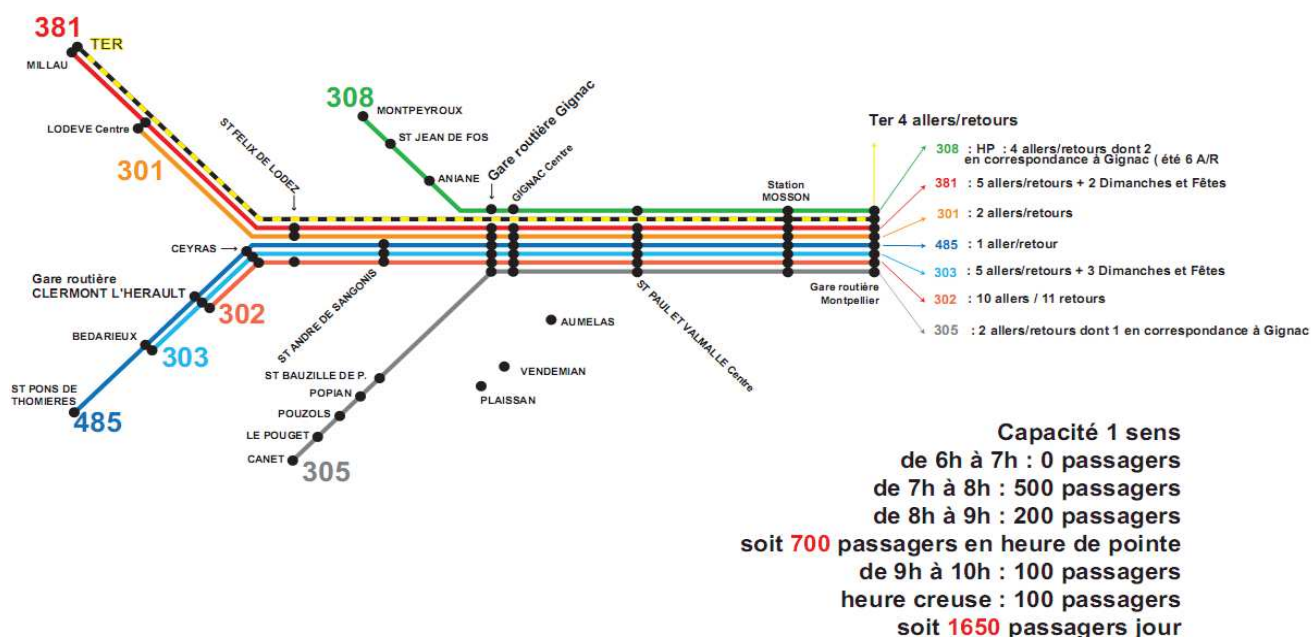 381
TER
MILLAU
LODEVE Centre
301
ST FELIX DE LODEZ
308
MONTPEYROUX
ST JEAN DE FOS
ANIANE
Gare routière Gignac
GIGNAC Centre
Station
MOSSON
Ter 4 allers/retours
308 : HP : 4 allers/retours dont 2
en correspondance à Gignac ( été 6 A/R
381 : 5 allers/retours + 2 Dimanches et Fêtes
301 : 2 allers/retours
485 : 1 aller/retour
303 : 5 allers/retours + 3 Dimanches et Fêtes
302 : 10 allers / 11 retours
305 : 2 allers/retours dont 1 en correspondance à Gignac
Gare routière
Montpellier
CEYRAS
Gare routière
CLERMONT L'HERAULT
302
BEDARIEUX
303
ST PONS DE
THOMIERES
485
ST ANDRE DE SANGONIS
ST PAUL ET VALMALLE Centre
ST BAUZILLE DE P.
POPIAN
POUZOLS
LE POUGET
CANET
305
AUMELAS
VENDEMIAN
PLAISSAN
Capacité 1 sens
de 6h à 7h : 0 passagers
de 7h à 8h : 500 passagers
de 8h à 9h : 200 passagers
soit 700 passagers en heure de pointe
de 9h à 10h : 100 passagers
heure creuse : 100 passagers
soit 1650 passagers jour